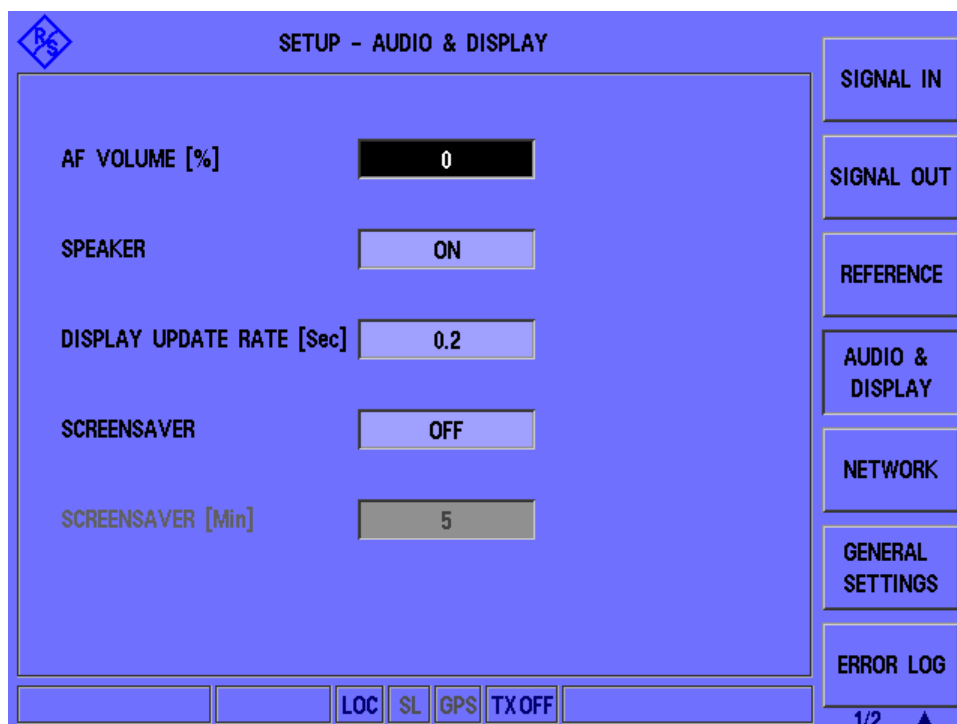 R/S
SETUP - AUDIO & DISPLAY
AF VOLUME [%]
0
SPEAKER
ON
DISPLAY UPDATE RATE [Sec]
0.2
SCREENSAVER
OFF
SCREENSAVER [Min]
5
LOC SL GPS TX OFF
SIGNAL IN
SIGNAL OUT
REFERENCE
AUDIO &
DISPLAY
NETWORK
GENERAL
SETTINGS
ERROR LOG
1/2